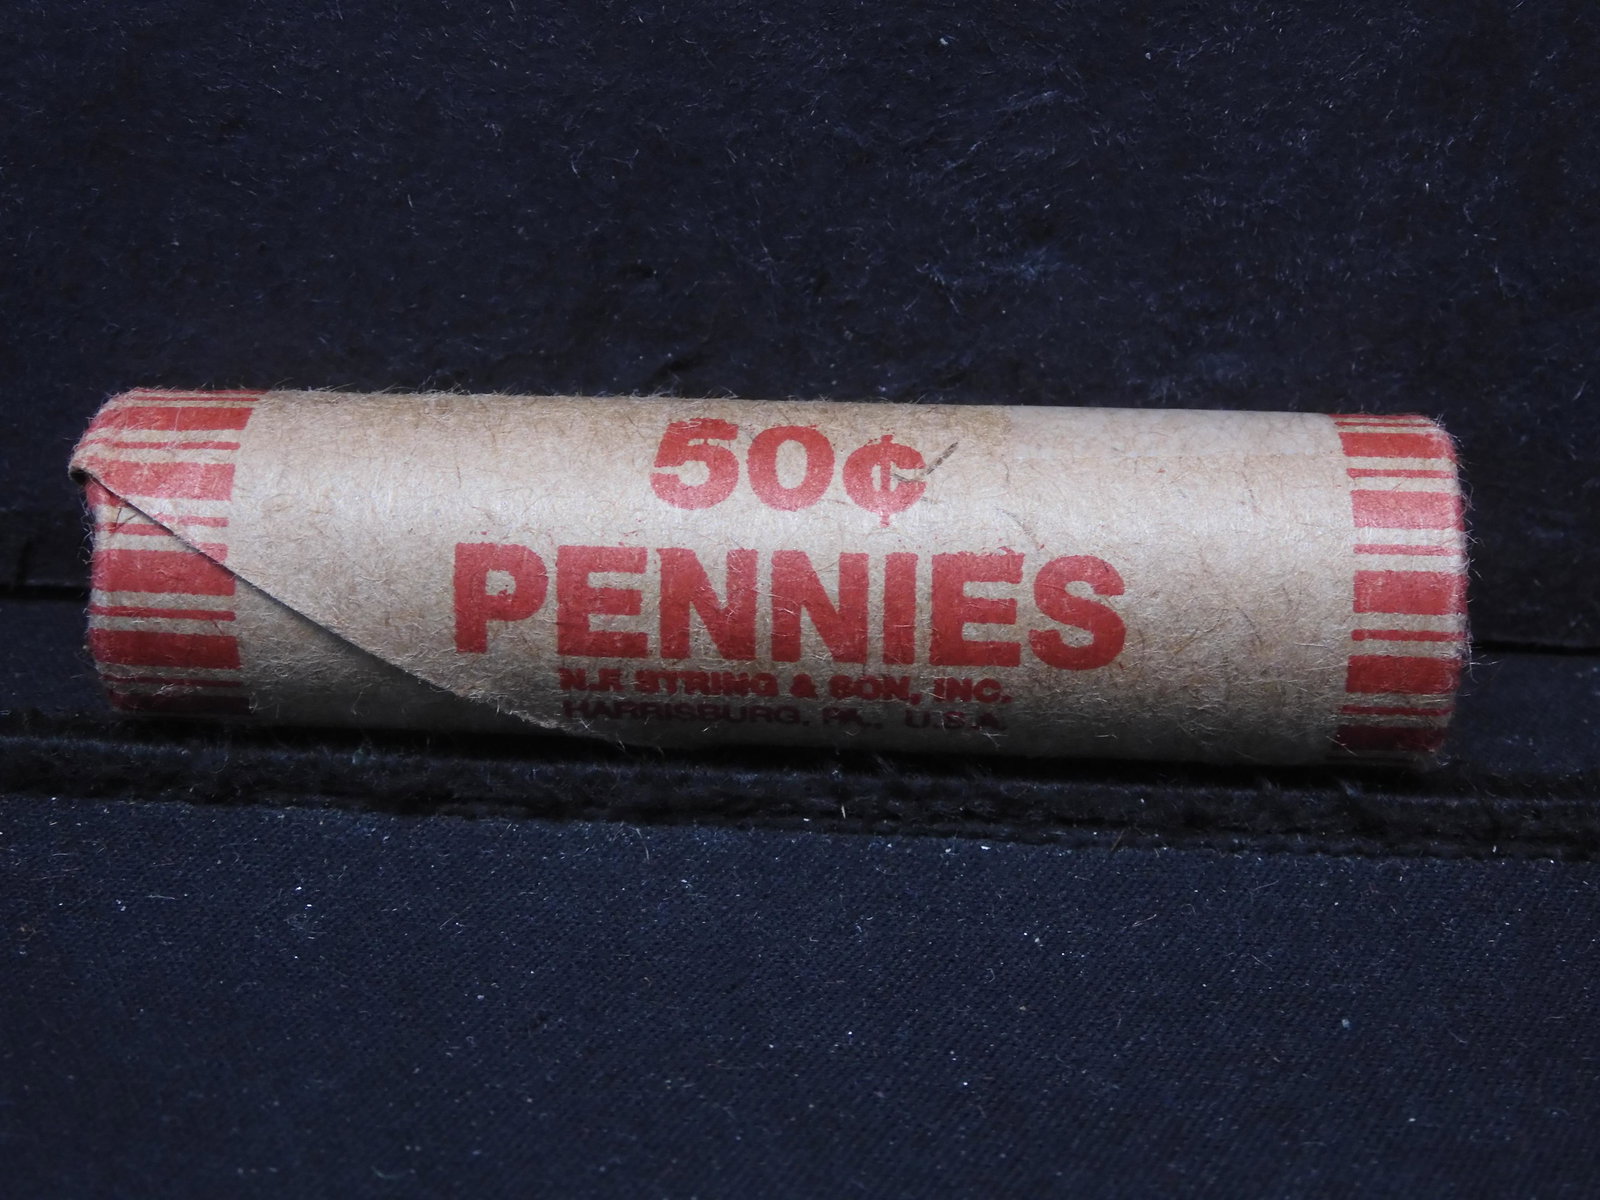 50¢
PENNIES
N.F. STRING & SON, INC.
HARRISBURG, PA., U.S.A.